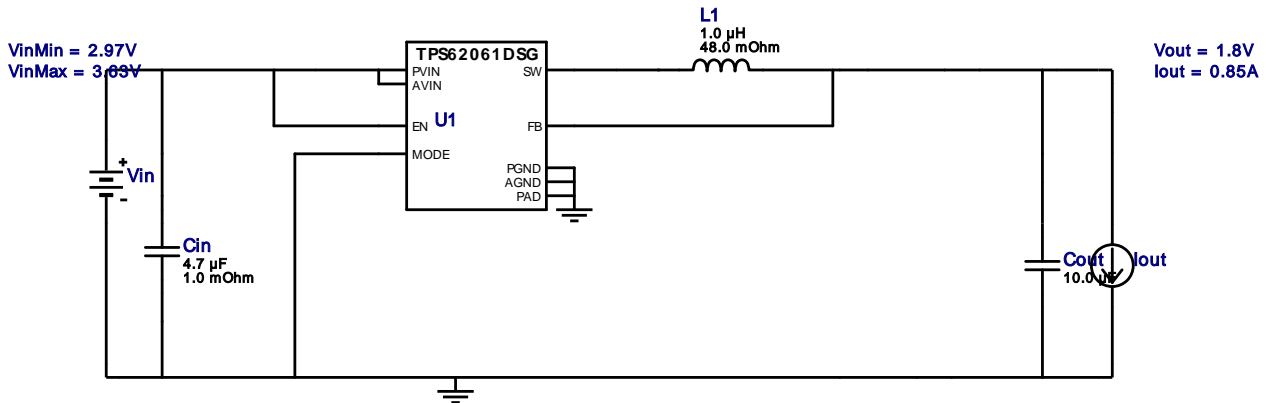 VinMin = 2.97V
VinMax = 3.63V
TPS62061DSG
PVIN
AVIN
EN
MODE
U1
SW
FB
PGND
AGND
PAD
L1
1.0 µH
48.0 mOhm
Vout = 1.8V
Iout = 0.85A
+
Vin
-
Cin
4.7 µF
1.0 mOhm
Cout
10.0 µF
Iout